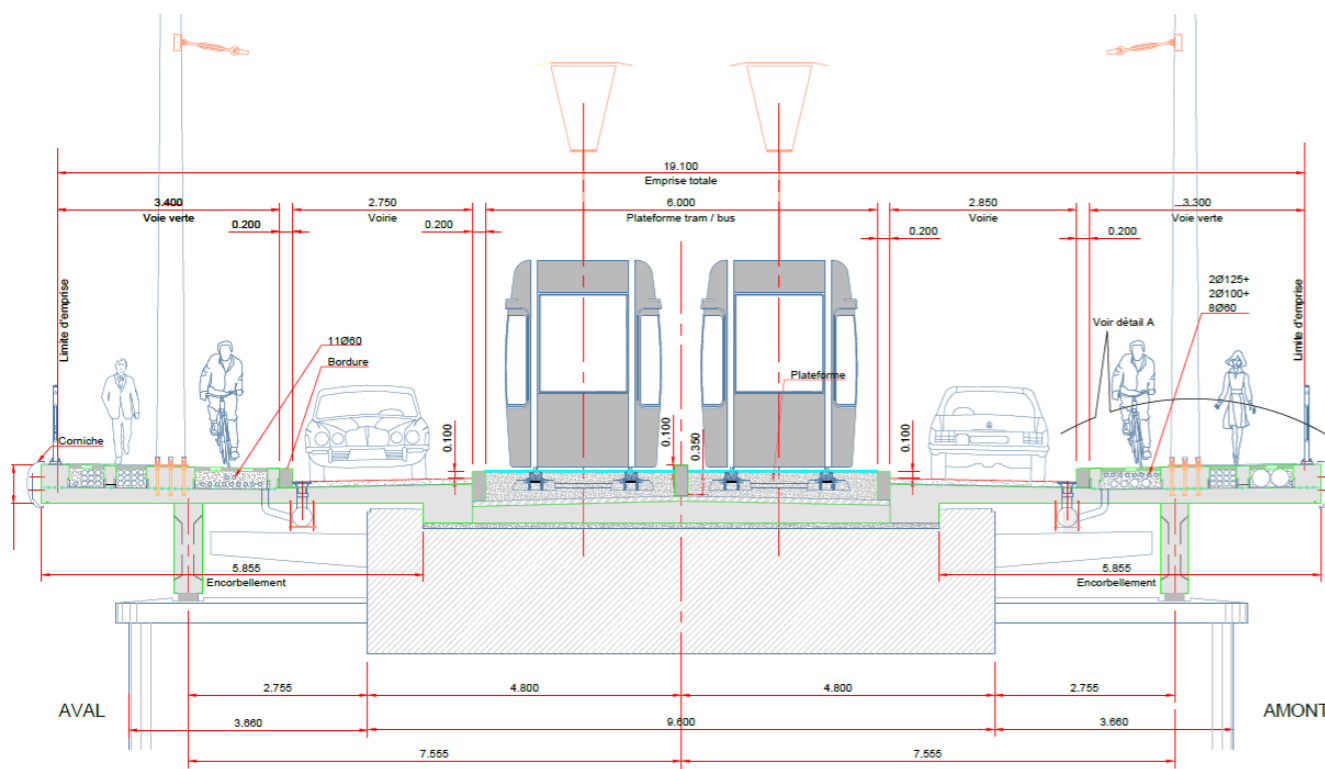 19.100
Emprise totale
3.400
Voie verte
2.750
Voirie
6.000
Plateforme tram / bus
2.850
Voirie
3.300
Voie verte
0.200
0.200
0.200
0.200
Limite d'emprise
Limite d'emprise
2Ø125+
2Ø100+
8Ø60
Voir détail A
11Ø60
Bordure
Plateforme
Corniche
0.100
0.100
0.350
0.100
5.855
Encorbellement
5.855
Encorbellement
2.755
4.800
4.800
2.755
AVAL
AMONT
3.660
9.600
3.660
7.555
7.555